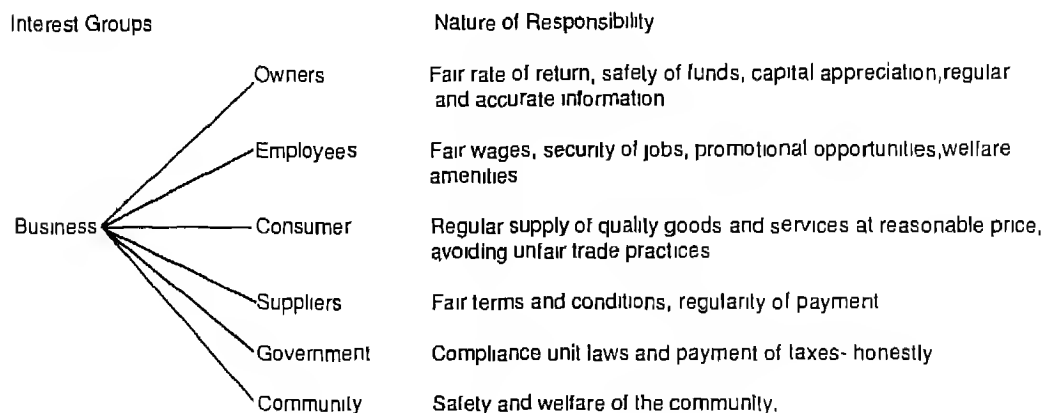 Interest Groups Nature of Responsibility
Owners Fair rate of return, safety of funds, capital appreciation,regular
and accurate information
Employees Fair wages, security of jobs, promotional opportunities,welfare
amenities
Business Consumer Regular supply of quality goods and services at reasonable price,
avoiding unfair trade practices
Suppliers Fair terms and conditions, regularity of payment
Government Compliance unit laws and payment of taxes- honestly
Community Safety and welfare of the community.